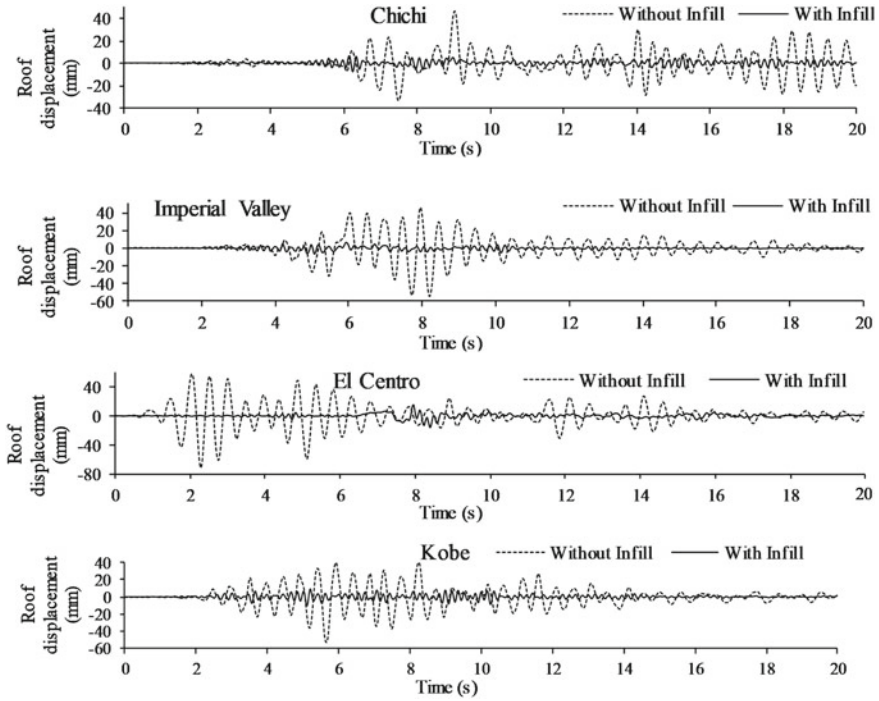 Chichi
Without Infill
With Infill
Roof
displacement
(mm)
40
20
0
-20
-40
0 2 4 6 8 10 12 14 16 18 20
Time (s)
Imperial Valley
Without Infill
With Infill
Roof
displacement
(mm)
40
20
0
-20
-40
-60
0 2 4 6 8 10 12 14 16 18 20
Time (s)
El Centro
Without Infill
With Infill
Roof
displacement
(mm)
40
0
-40
-80
0 2 4 6 8 10 12 14 16 18 20
Time (s)
Kobe
Without Infill
With Infill
Roof
displacement
(mm)
40
20
0
-20
-40
-60
0 2 4 6 8 10 12 14 16 18 20
Time (s)